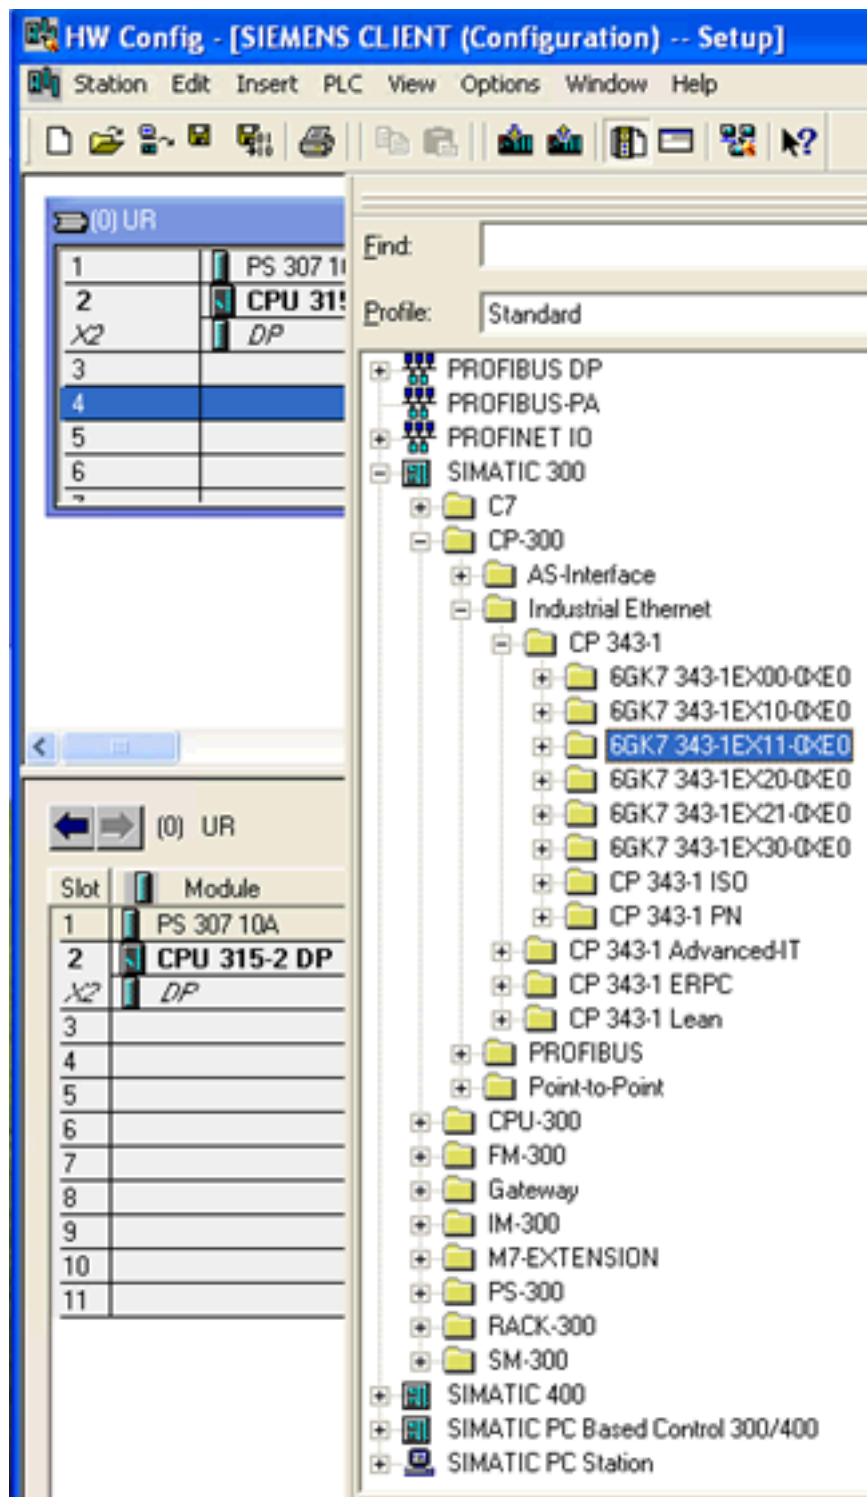 HW Config - [SIEMENS CLIENT (Configuration) -- Setup]
Station Edit Insert PLC View Options Window Help
(0) UR
1 PS 307 10
2 CPU 315
X2 DP
3
4
5
6
7
Find:
Profile: Standard
PROFIBUS DP
PROFIBUS-PA
PROFINET IO
SIMATIC 300
C7
CP-300
AS-Interface
Industrial Ethernet
CP 343-1
6GK7 343-1EX00-0XE0
6GK7 343-1EX10-0XE0
6GK7 343-1EX11-0XE0
6GK7 343-1EX20-0XE0
6GK7 343-1EX21-0XE0
6GK7 343-1EX30-0XE0
CP 343-1 ISO
CP 343-1 PN
CP 343-1 Advanced-IT
CP 343-1 ERPC
CP 343-1 Lean
PROFIBUS
Point-to-Point
CPU-300
FM-300
Gateway
IM-300
M7-EXTENSION
PS-300
RACK-300
SM-300
SIMATIC 400
SIMATIC PC Based Control 300/400
SIMATIC PC Station
(0) UR
Slot Module
1 PS 307 10A
2 CPU 315-2 DP
X2 DP
3
4
5
6
7
8
9
10
11